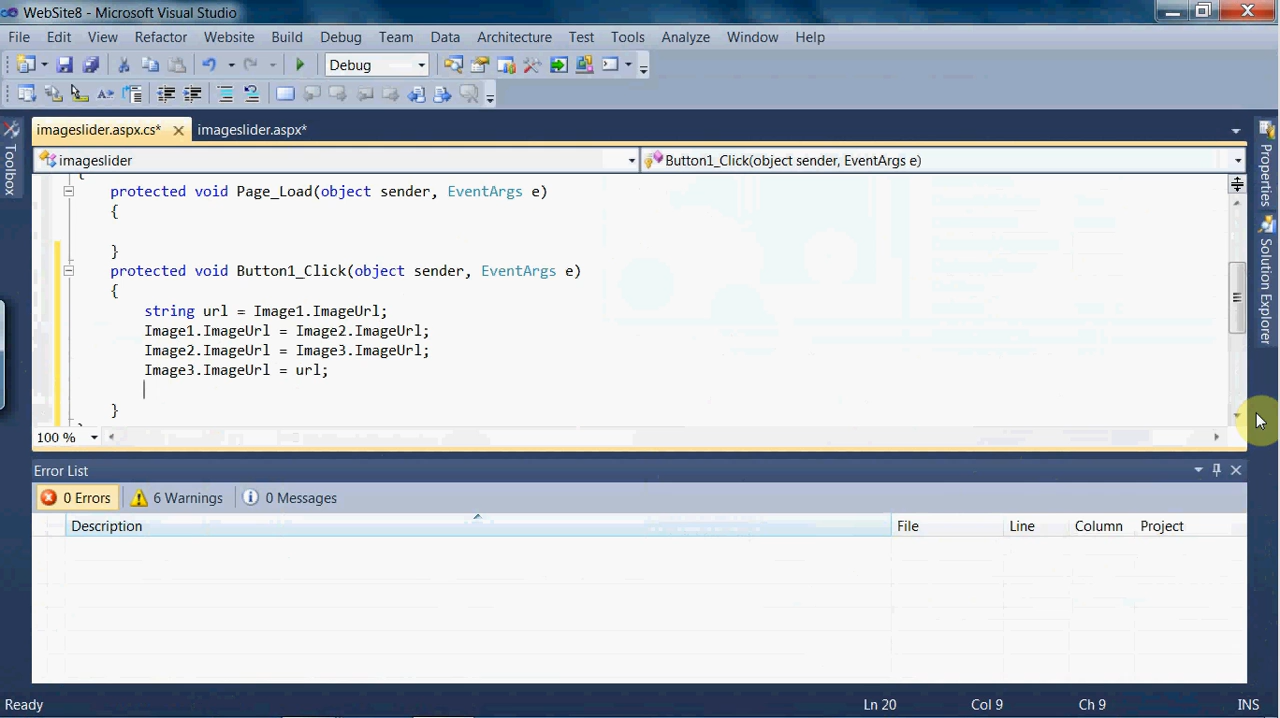 WebSite8 - Microsoft Visual Studio
File Edit View Refactor Website Build Debug Team Data Architecture Test Tools Analyze Window Help
Debug
imageslider.aspx.cs* imageslider.aspx*
imageslider Button1_Click(object sender, EventArgs e)
{
protected void Page_Load(object sender, EventArgs e)
{
}
protected void Button1_Click(object sender, EventArgs e)
{
string url = Image1.ImageUrl;
Image1.ImageUrl = Image2.ImageUrl;
Image2.ImageUrl = Image3.ImageUrl;
Image3.ImageUrl = url;
}
100 %
Error List
0 Errors 6 Warnings 0 Messages
Description File Line Column Project
Ready Ln 20 Col 9 Ch 9 INS
Toolbox
Properties
Solution Explorer